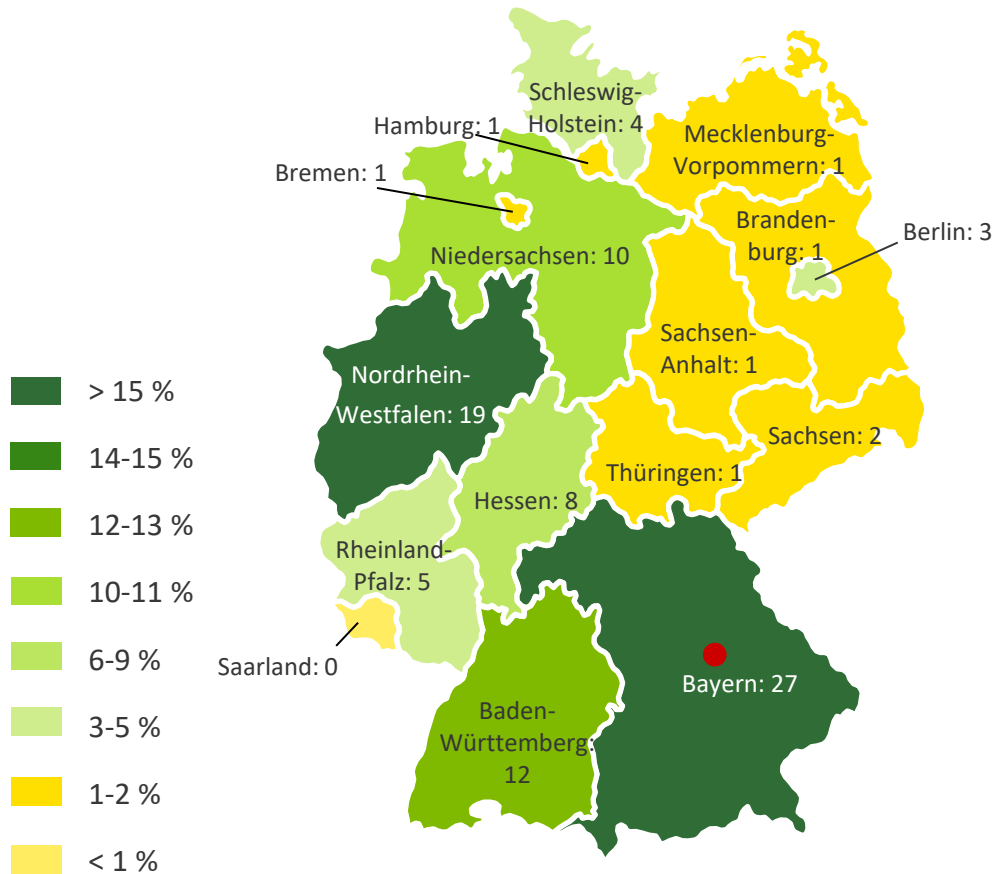 Schleswig-
Holstein: 4
Hamburg: 1
Mecklenburg-
Vorpommern: 1
Bremen: 1
Branden-
burg: 1
Berlin: 3
Niedersachsen: 10
Sachsen-
Anhalt: 1
Nordrhein-
Westfalen: 19
Sachsen: 2
Thüringen: 1
Hessen: 8
Rheinland-
Pfalz: 5
Saarland: 0
Bayern: 27
Baden-
Württemberg:
12
> 15 %
14-15 %
12-13 %
10-11 %
6-9 %
3-5 %
1-2 %
< 1 %